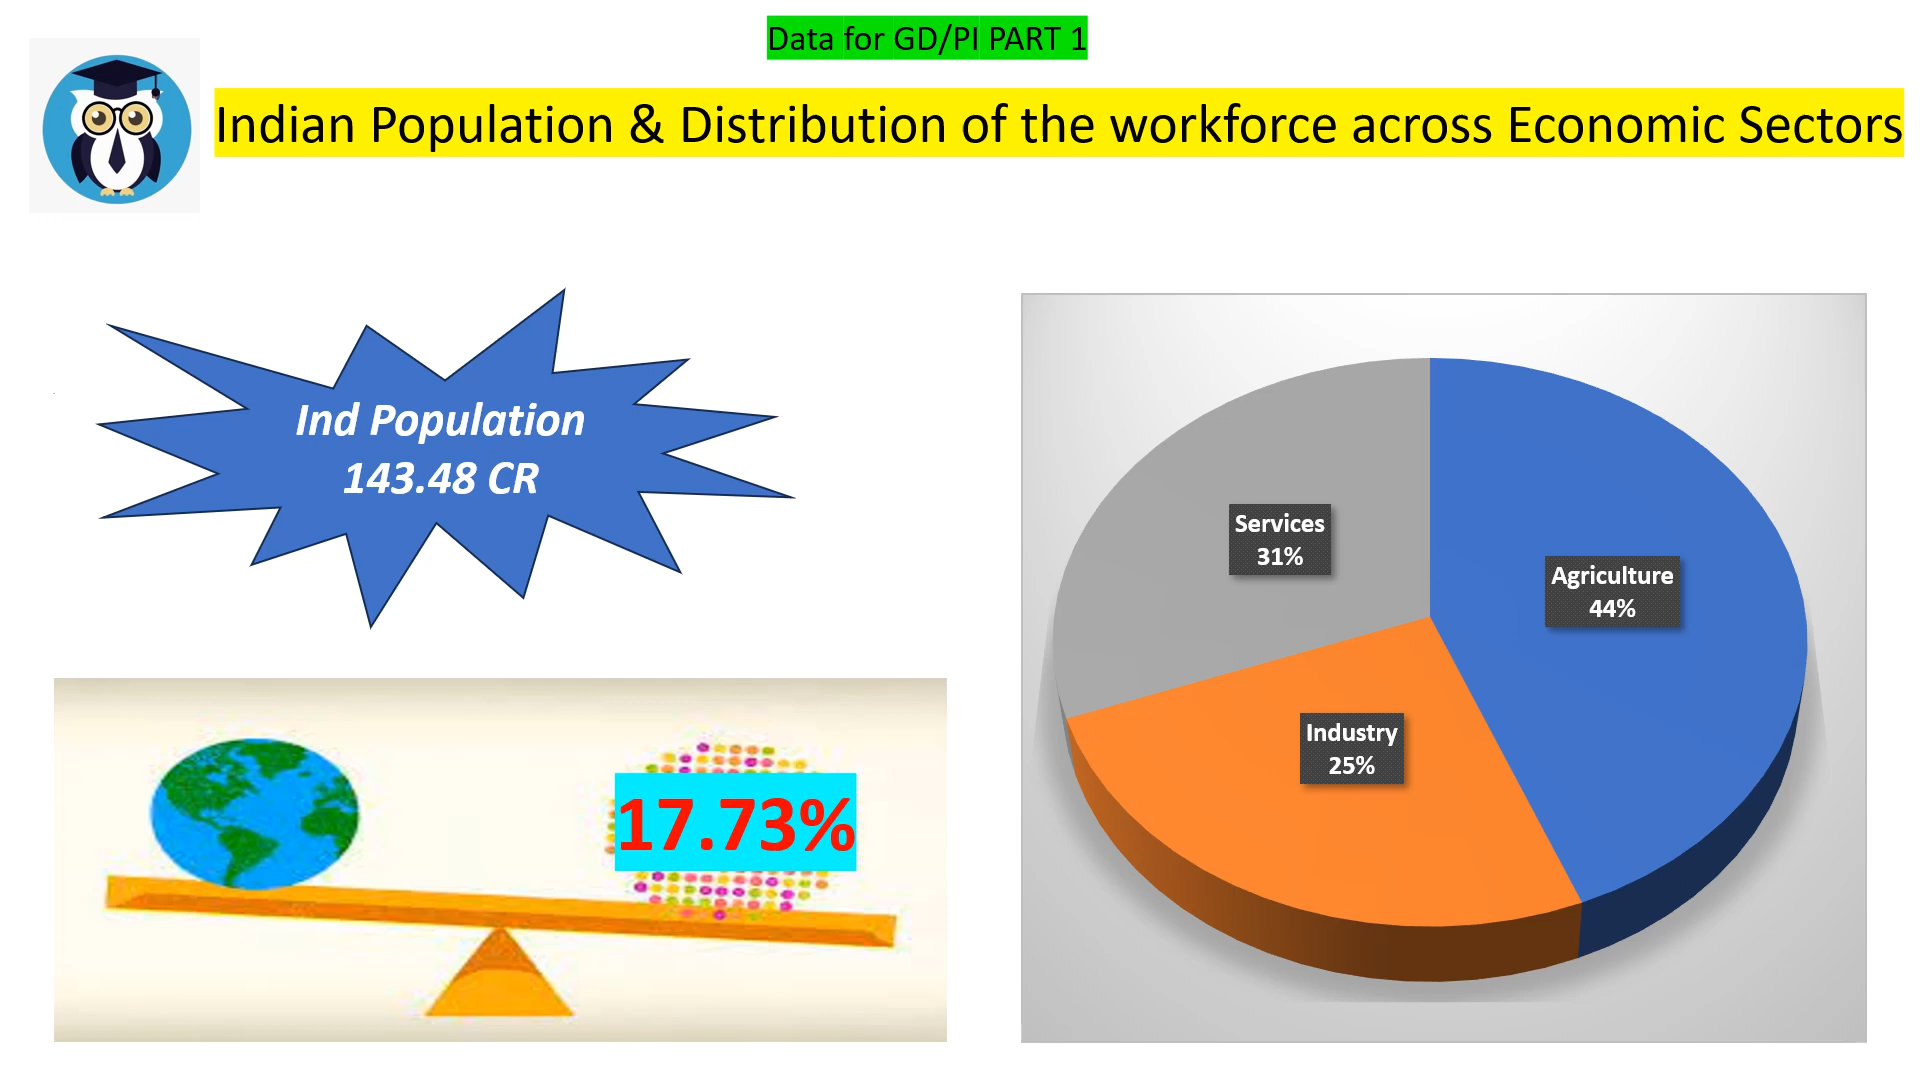 Data for GD/PI PART 1
Indian Population & Distribution of the workforce across Economic Sectors
Ind Population
143.48 CR
17.73%
Services
31%
Agriculture
44%
Industry
25%